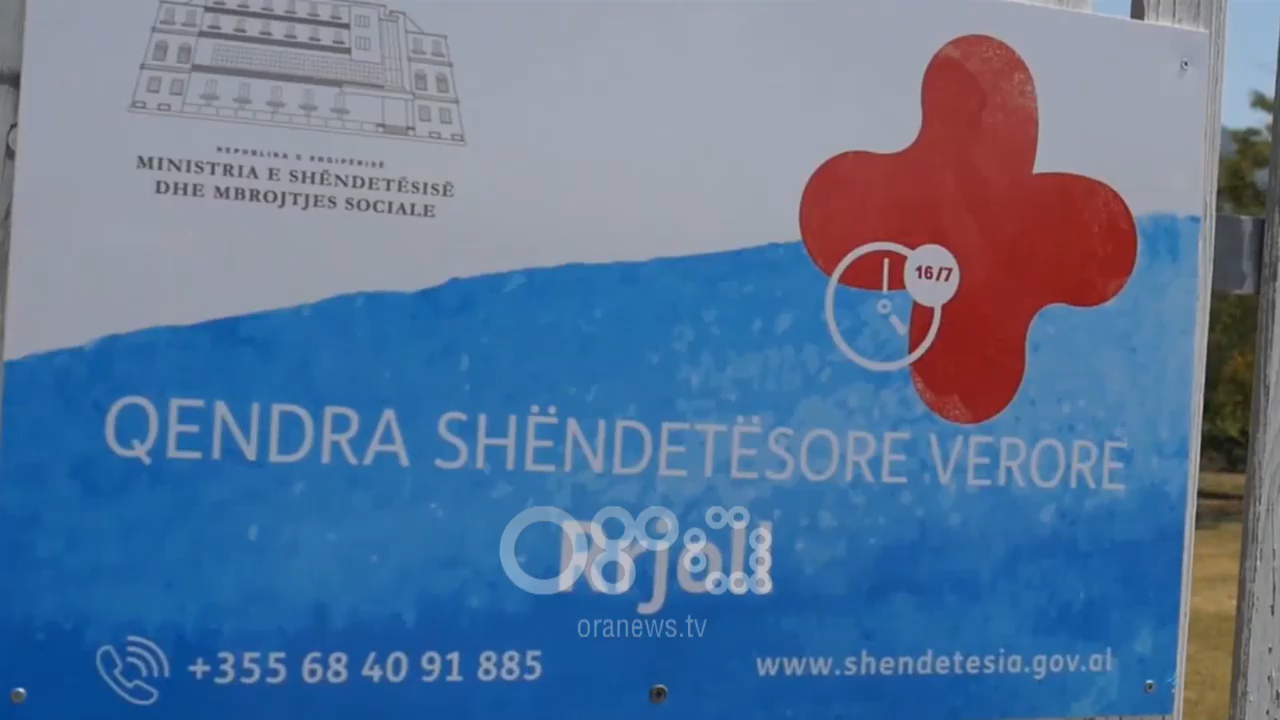 REPUBLIKA E SHQIPËRISË
MINISTRIA E SHËNDETËSISË
DHE MBROJTJES SOCIALE
16/7
QENDRA SHËNDETËSORE VERORE
Rrjoll
oranews.tv
+355 68 40 91 885
www.shendetesia.gov.al